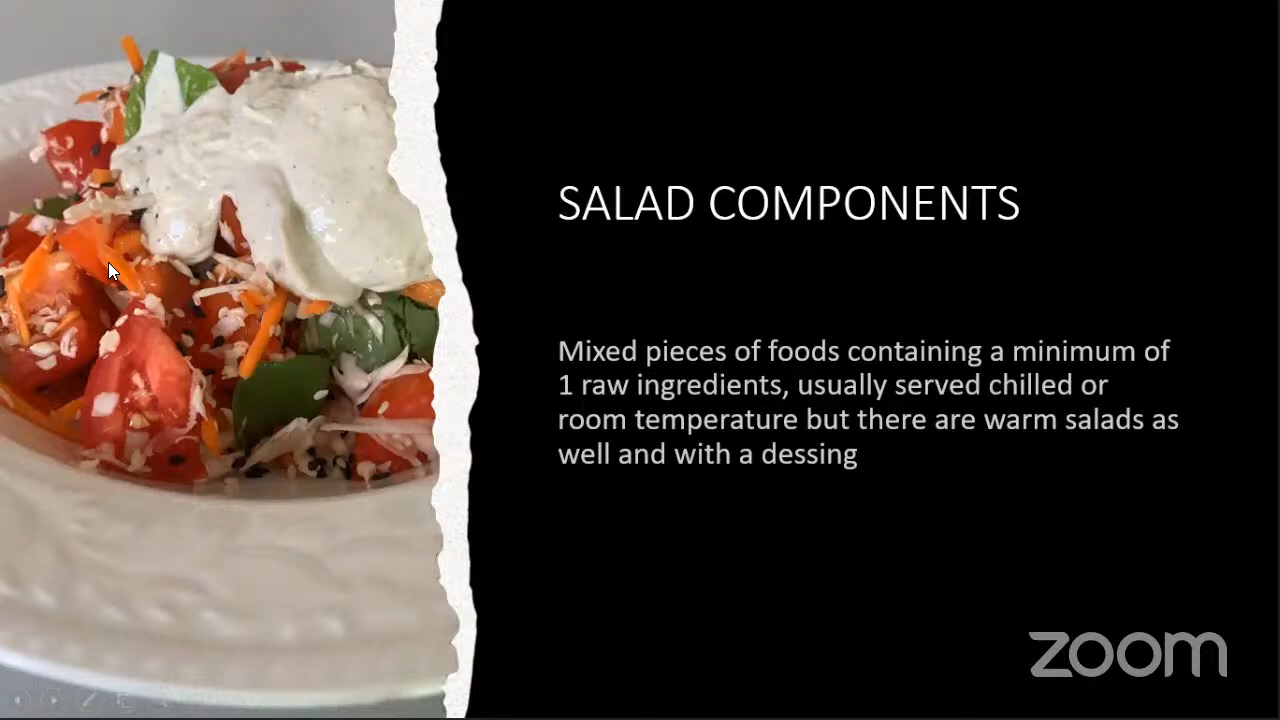 SALAD COMPONENTS
Mixed pieces of foods containing a minimum of
1 raw ingredients, usually served chilled or
room temperature but there are warm salads as
well and with a dessing
zoom